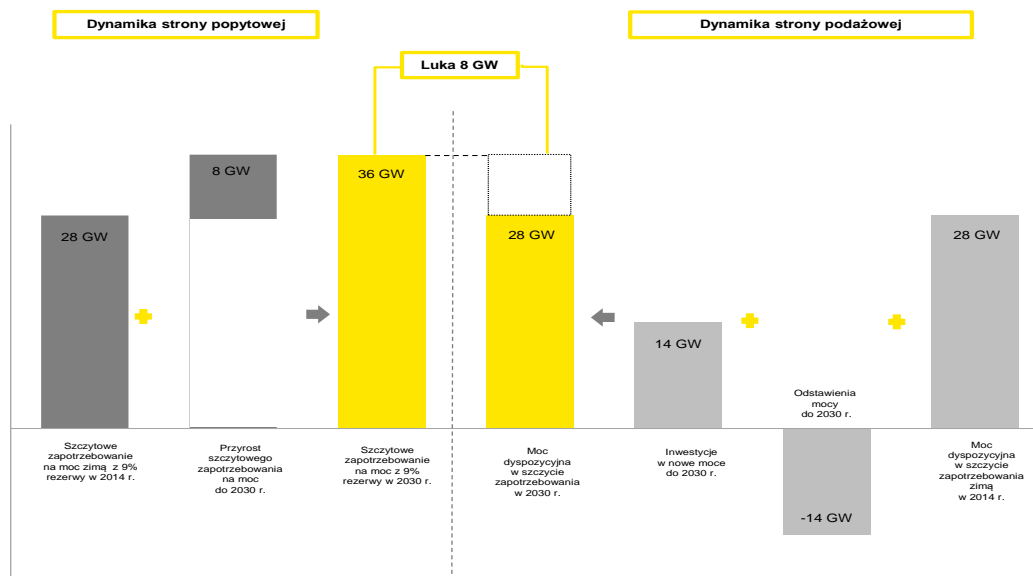 Dynamika strony popytowej
Dynamika strony podażowej
Luka 8 GW
28 GW
8 GW
36 GW
28 GW
14 GW
-14 GW
28 GW
Szczytowe
zapotrzebowanie
na moc zimą z 9%
rezerwy w 2014 r.
Przyrost
szczytowego
zapotrzebowania
na moc
do 2030 r.
Szczytowe
zapotrzebowanie
na moc z 9%
rezerwy w 2030 r.
Moc
dyspozycyjna
w szczycie
zapotrzebowania
w 2030 r.
Inwestycje
w nowe moce
do 2030 r.
Odstawienia
mocy
do 2030 r.
Moc
dyspozycyjna
w szczycie
zapotrzebowania
zimą
w 2014 r.